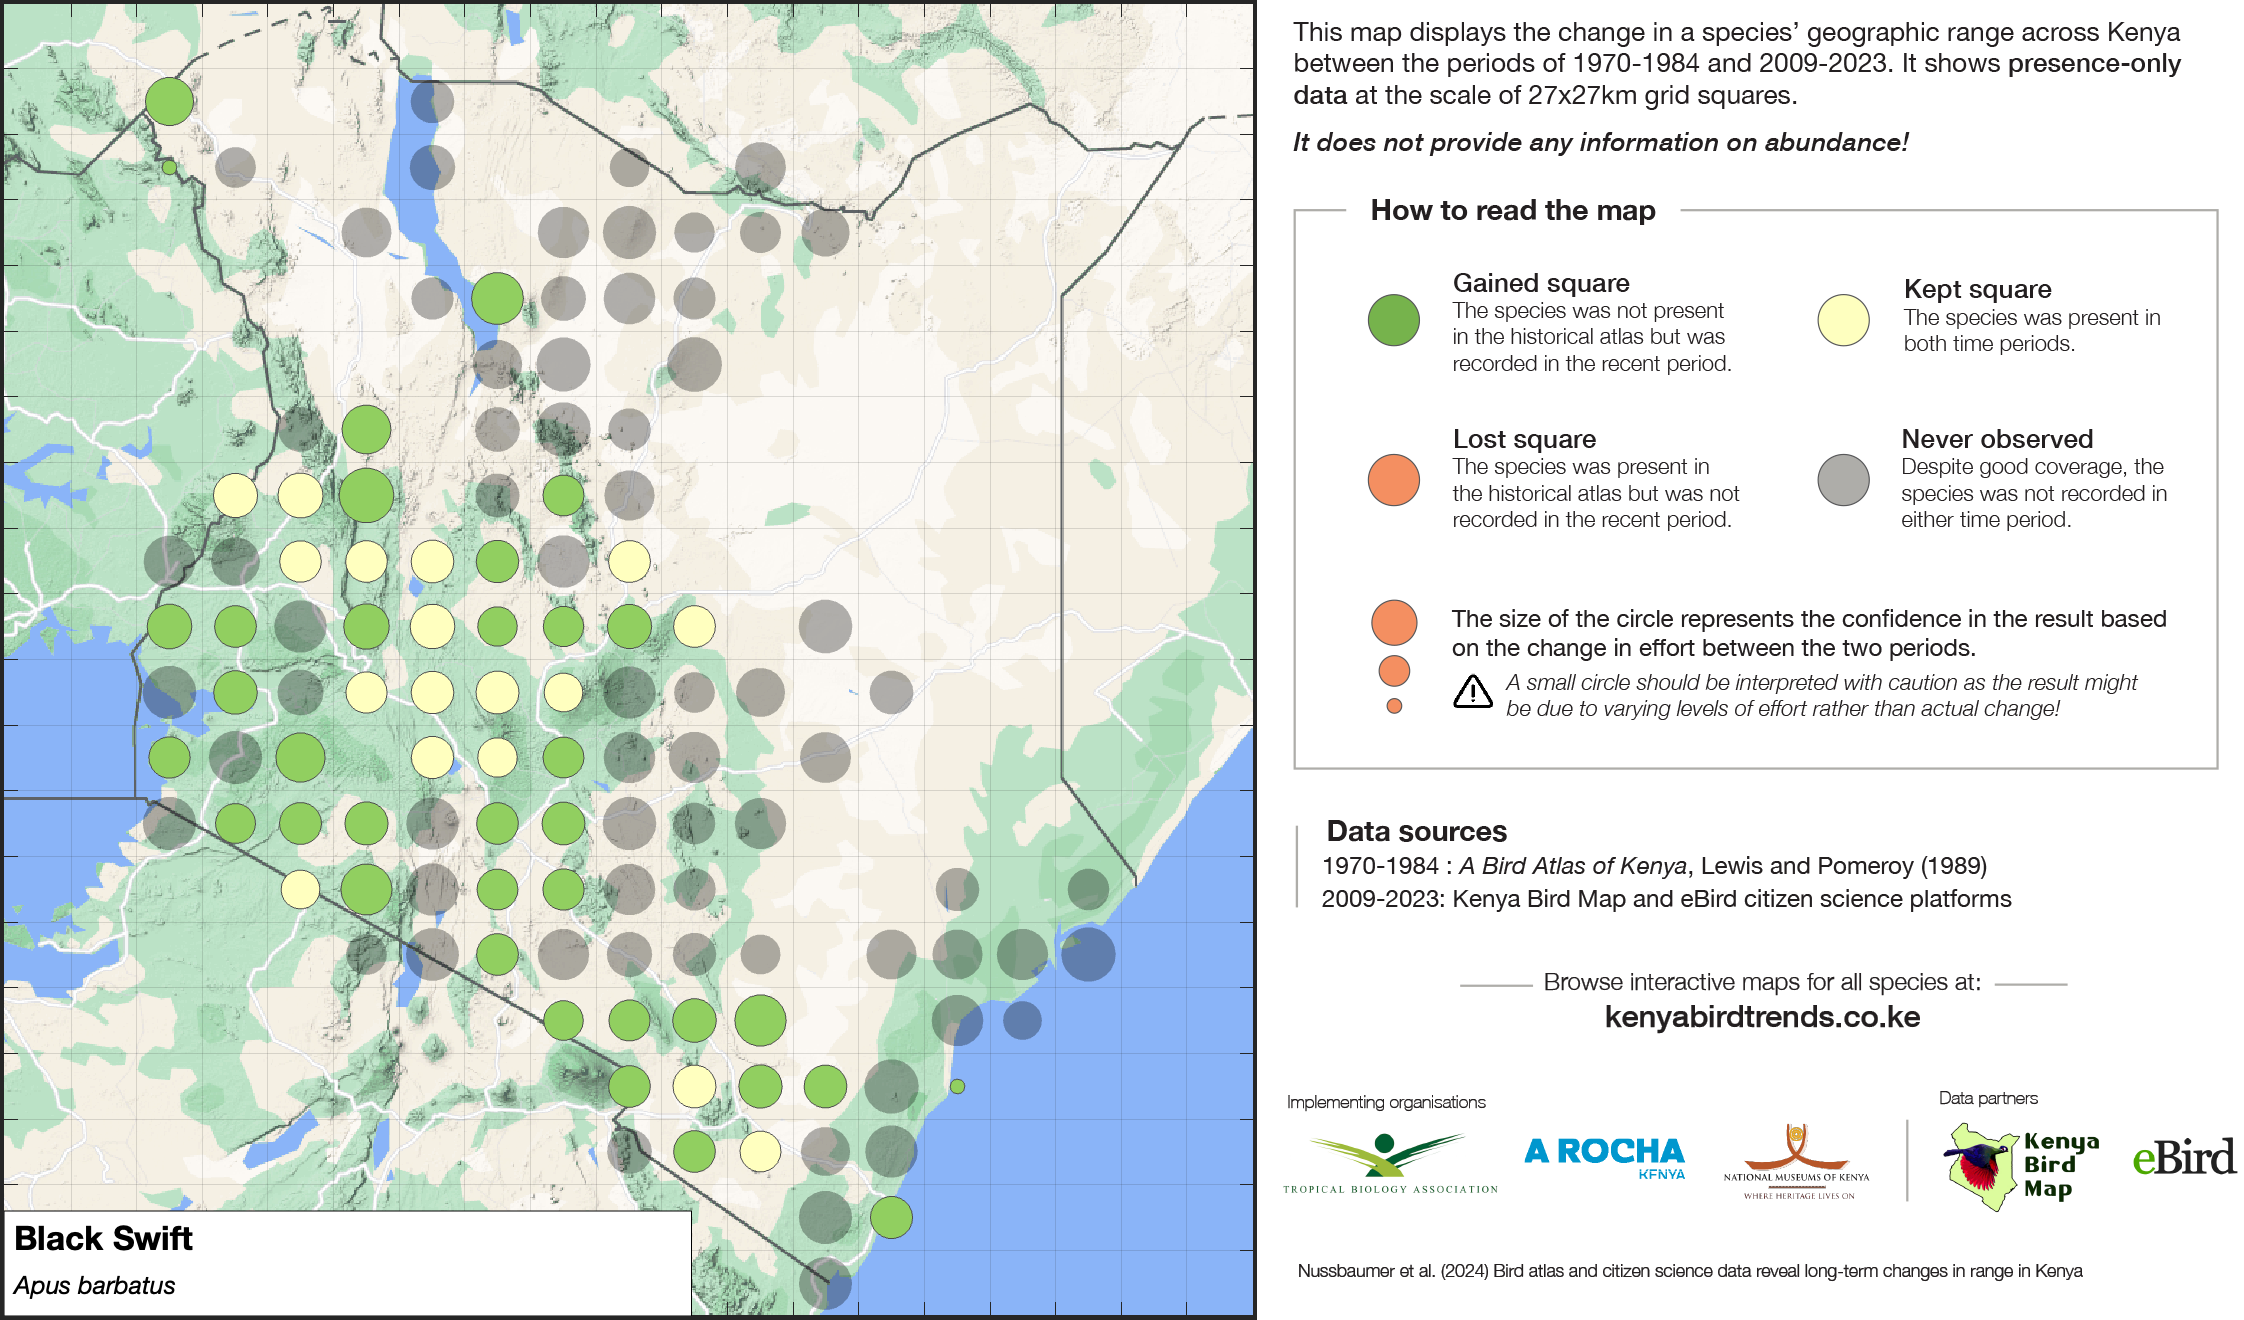 This map displays the change in a species’ geographic range across Kenya
between the periods of 1970-1984 and 2009-2023. It shows presence-only
data at the scale of 27x27km grid squares.
It does not provide any information on abundance!
How to read the map
Gained square
The species was not present
in the historical atlas but was
recorded in the recent period.
Kept square
The species was present in
both time periods.
Lost square
The species was present in
the historical atlas but was not
recorded in the recent period.
Never observed
Despite good coverage, the
species was not recorded in
either time period.
The size of the circle represents the confidence in the result based
on the change in effort between the two periods.
A small circle should be interpreted with caution as the result might
be due to varying levels of effort rather than actual change!
Data sources
1970-1984 : A Bird Atlas of Kenya, Lewis and Pomeroy (1989)
2009-2023: Kenya Bird Map and eBird citizen science platforms
Browse interactive maps for all species at:
kenyabirdtrends.co.ke
Implementing organisations
Data partners
TROPICAL BIOLOGY ASSOCIATION
A ROCHA
KENYA
NATIONAL MUSEUMS OF KENYA
WHERE HERITAGE LIVES ON
Kenya
Bird
Map
eBird
Nussbaumer et al. (2024) Bird atlas and citizen science data reveal long-term changes in range in Kenya
Black Swift
Apus barbatus